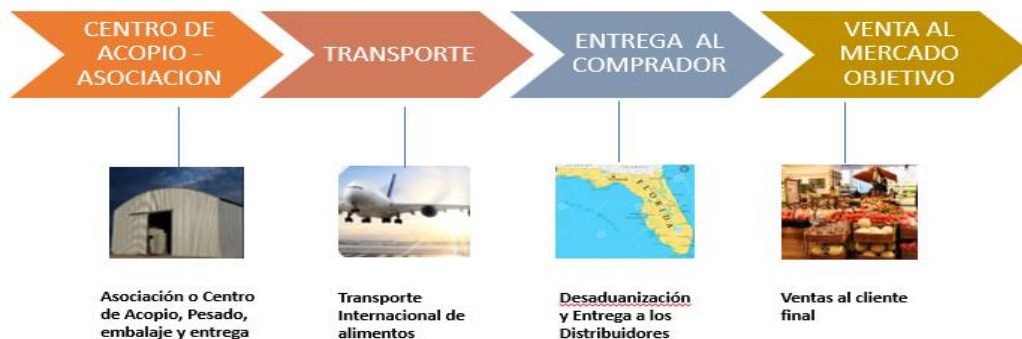 CENTRO DE
ACOPIO -
ASOCIACION
TRANSPORTE
ENTREGA AL
COMPRADOR
VENTA AL
MERCADO
OBJETIVO
FLORIDA
Asociación o Centro
de Acopio, Pesado,
embalaje y entrega
Transporte
Internacional de
alimentos
Desaduanización
y Entrega a los
Distribuidores
Ventas al cliente
final